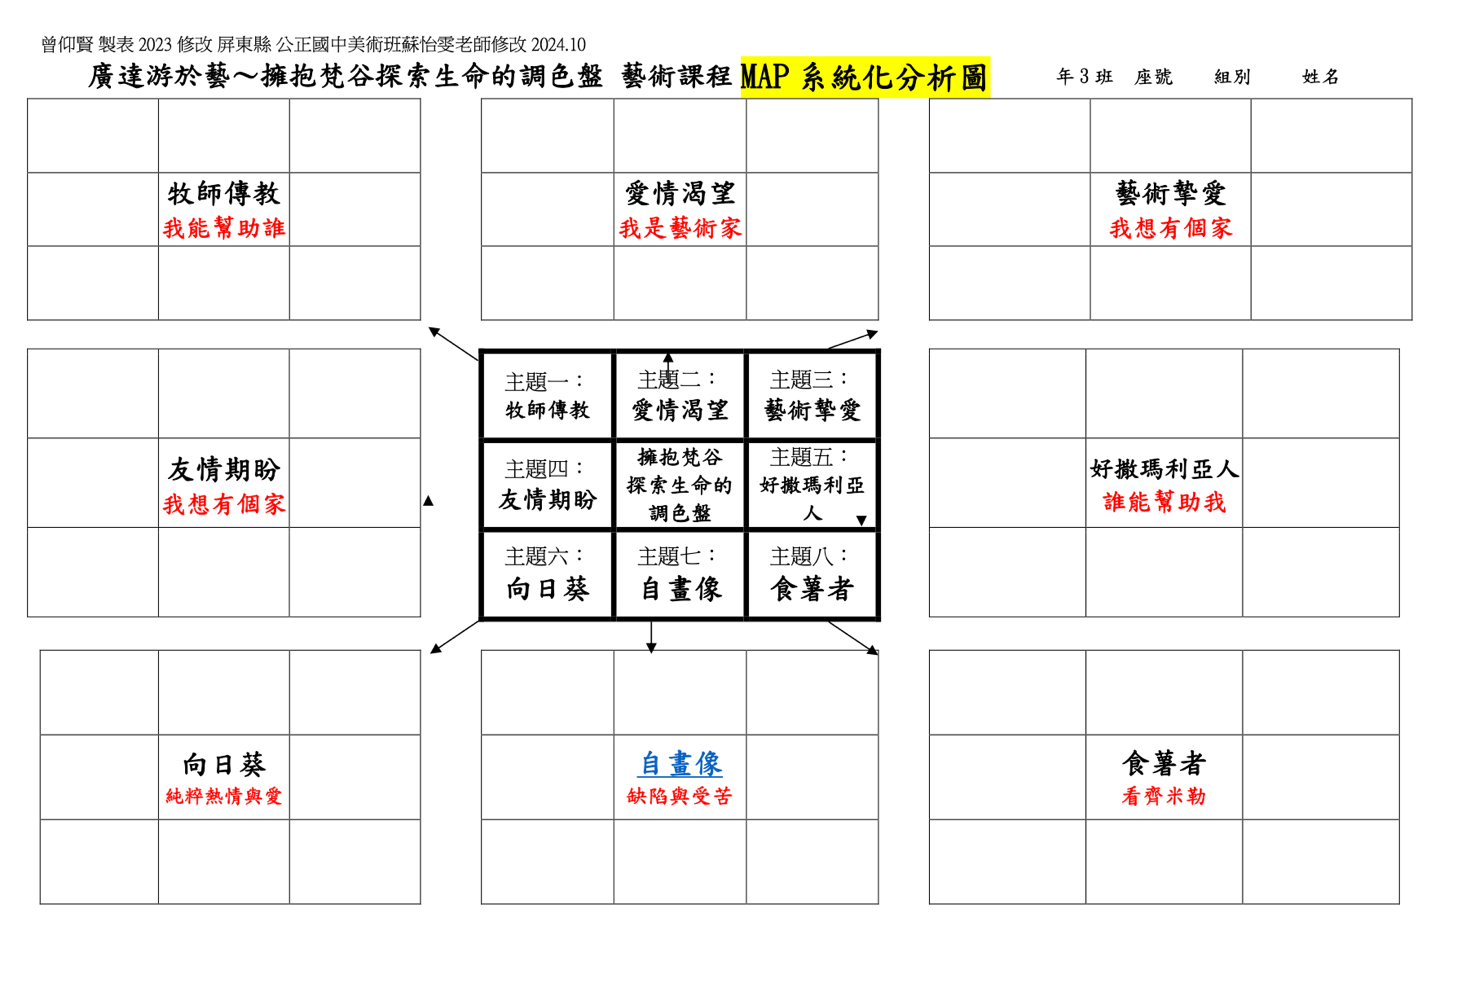 曾仰賢 製表 2023 修改 屏東縣 公正國中美術班蘇怡雯老師修改 2024.10
廣達游於藝～擁抱梵谷探索生命的調色盤 藝術課程 MAP 系統化分析圖 年 3 班 座號 組別 姓名
牧師傳教
我能幫助誰
愛情渴望
我是藝術家
藝術摯愛
我想有個家
主題一：
牧師傳教
主題二：
愛情渴望
主題三：
藝術摯愛
友情期盼
我想有個家
主題四：
友情期盼
擁抱梵谷
探索生命的
調色盤
主題五：
好撒瑪利亞
人
好撒瑪利亞人
誰能幫助我
主題六：
向日葵
主題七：
自畫像
主題八：
食薯者
向日葵
純粹熱情與愛
自畫像
缺陷與受苦
食薯者
看齊米勒